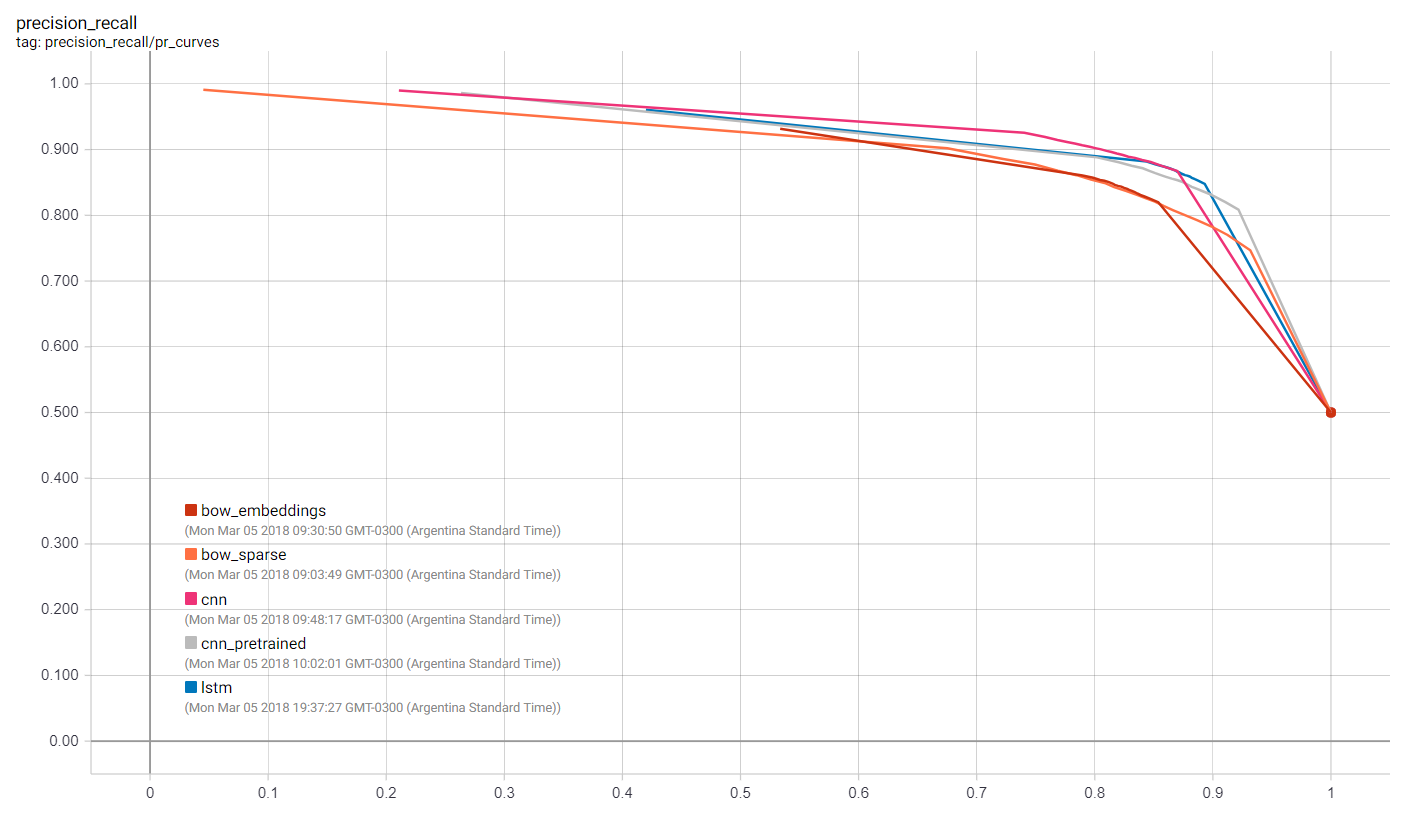 precision_recall
tag: precision_recall/pr_curves
1.00
0.900
0.800
0.700
0.600
0.500
0.400
0.300
0.200
0.100
0.00
bow_embeddings
(Mon Mar 05 2018 09:30:50 GMT-0300 (Argentina Standard Time))
bow_sparse
(Mon Mar 05 2018 09:03:49 GMT-0300 (Argentina Standard Time))
cnn
(Mon Mar 05 2018 09:48:17 GMT-0300 (Argentina Standard Time))
cnn_pretrained
(Mon Mar 05 2018 10:02:01 GMT-0300 (Argentina Standard Time))
lstm
(Mon Mar 05 2018 19:37:27 GMT-0300 (Argentina Standard Time))
0 0.1 0.2 0.3 0.4 0.5 0.6 0.7 0.8 0.9 1